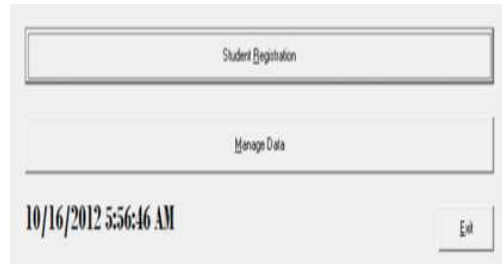 Student Registration
Manage Data
10/16/2012 5:56:46 AM
Exit